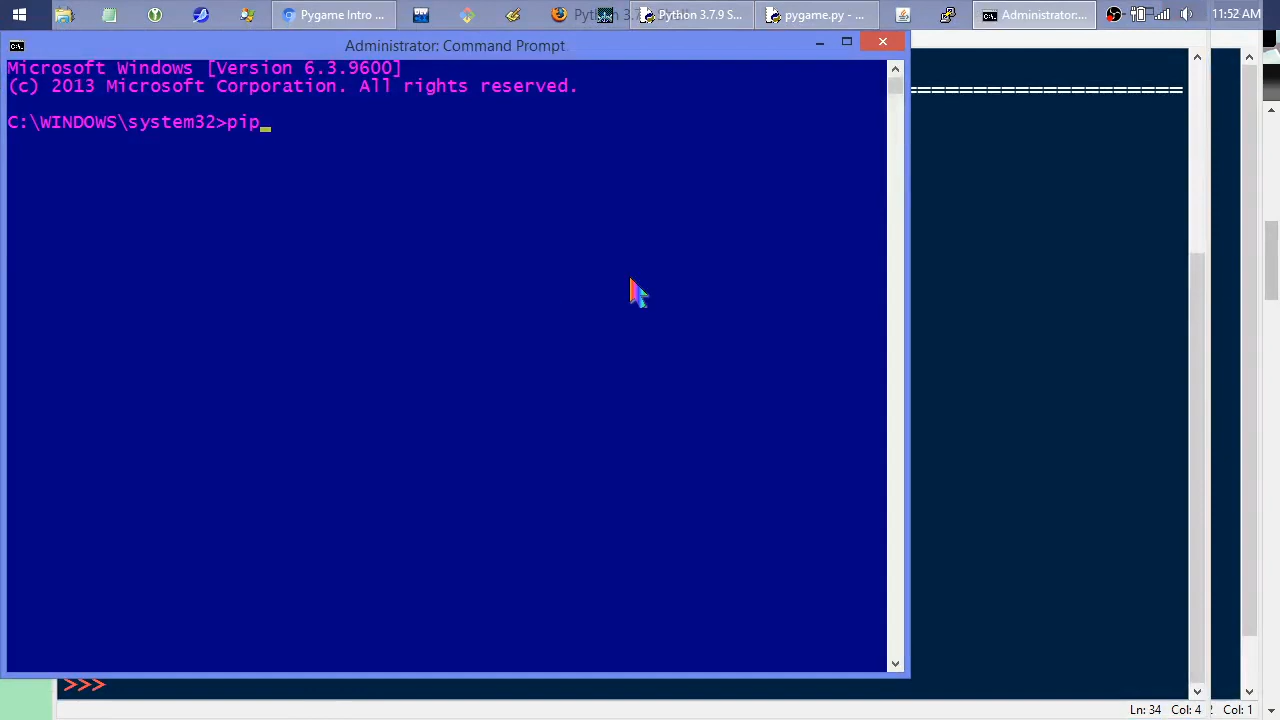 Pygame Intro ...
Python 3.7.9 S...
pygame.py - ...
Administrator:...
11:52 AM
Administrator: Command Prompt
Microsoft Windows [Version 6.3.9600]
(c) 2013 Microsoft Corporation. All rights reserved.
C:\WINDOWS\system32>pip_
>>>
Ln: 34 Col: 4
Col: 1